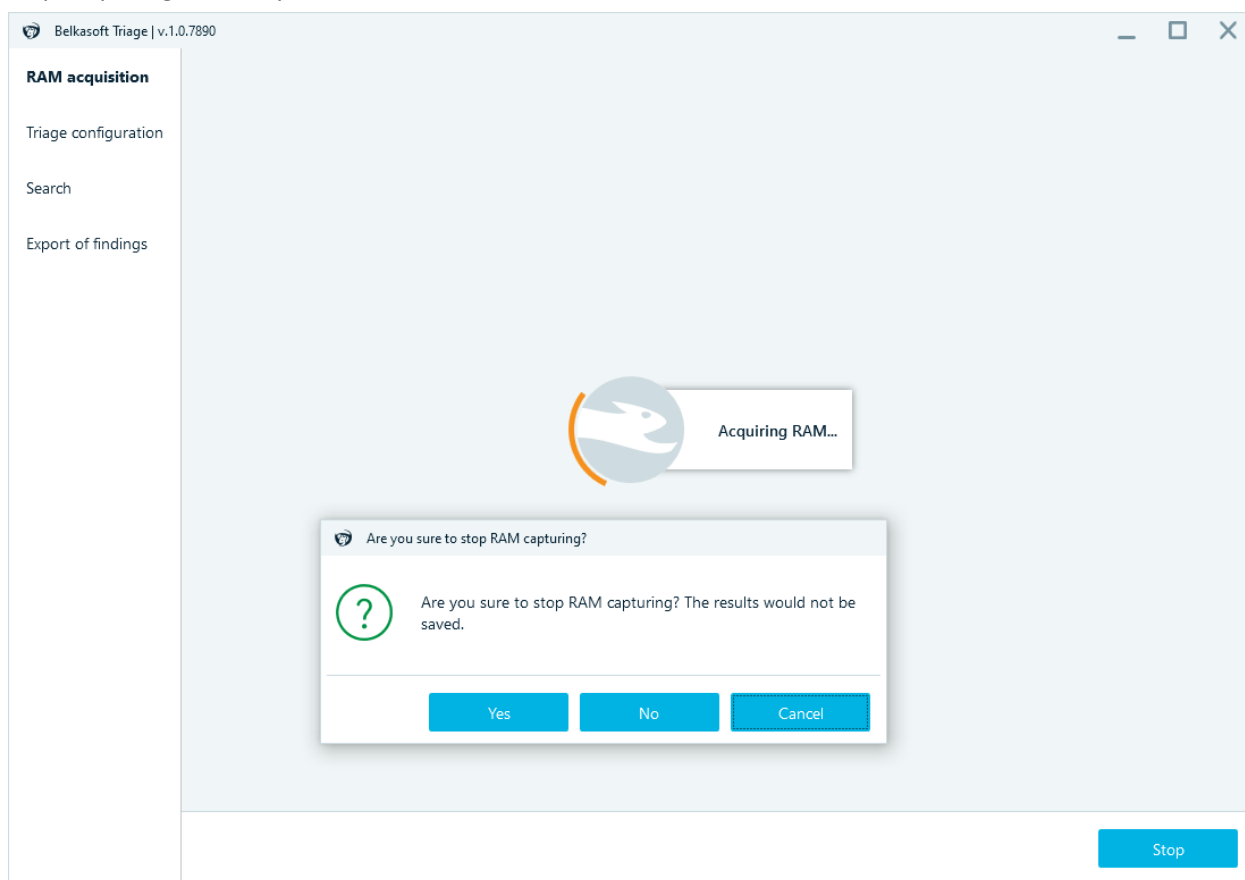 Belkasoft Triage | v.1.0.7890
RAM acquisition
Triage configuration
Search
Export of findings
Acquiring RAM...
Are you sure to stop RAM capturing?
?
Are you sure to stop RAM capturing? The results would not be
saved.
Yes No Cancel
Stop